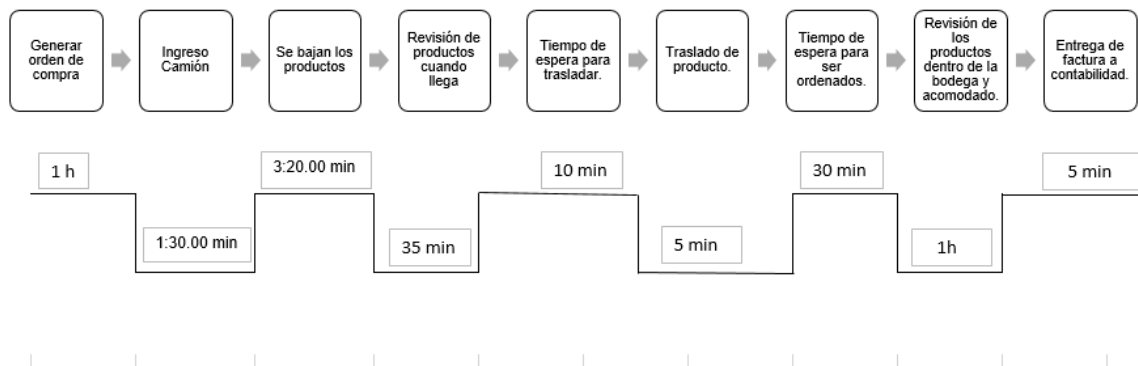 Generar
orden de
compra
Ingreso
Camión
Se bajan los
productos
Revisión de
productos
cuando
llega
Tiempo de
espera para
trasladar.
Traslado de
producto.
Tiempo de
espera para
ser
ordenados.
Revisión de
los
productos
dentro de la
bodega y
acomodado.
Entrega de
factura a
contabilidad.
1 h
3:20.00 min
10 min
30 min
5 min
1:30.00 min
35 min
5 min
1h